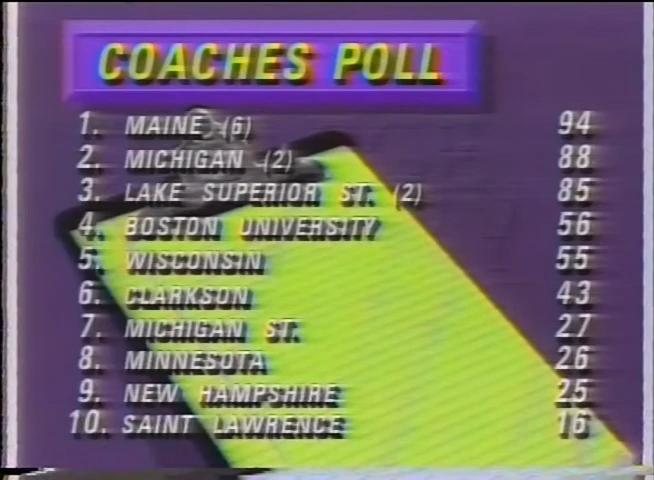 COACHES POLL
1. MAINE (6) 94
2. MICHIGAN (2) 88
3. LAKE SUPERIOR ST. (2) 85
4. BOSTON UNIVERSITY 56
5. WISCONSIN 55
6. CLARKSON 43
7. MICHIGAN ST. 27
8. MINNESOTA 26
9. NEW HAMPSHIRE 25
10. SAINT LAWRENCE 16